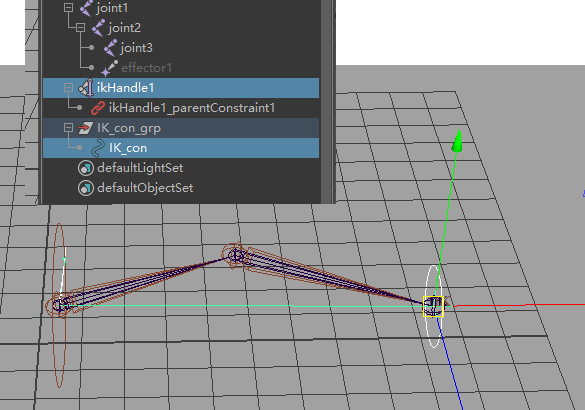 joint1
joint2
joint3
effector1
ikHandle1
ikHandle1_parentConstraint1
IK_con_grp
IK_con
defaultLightSet
defaultObjectSet